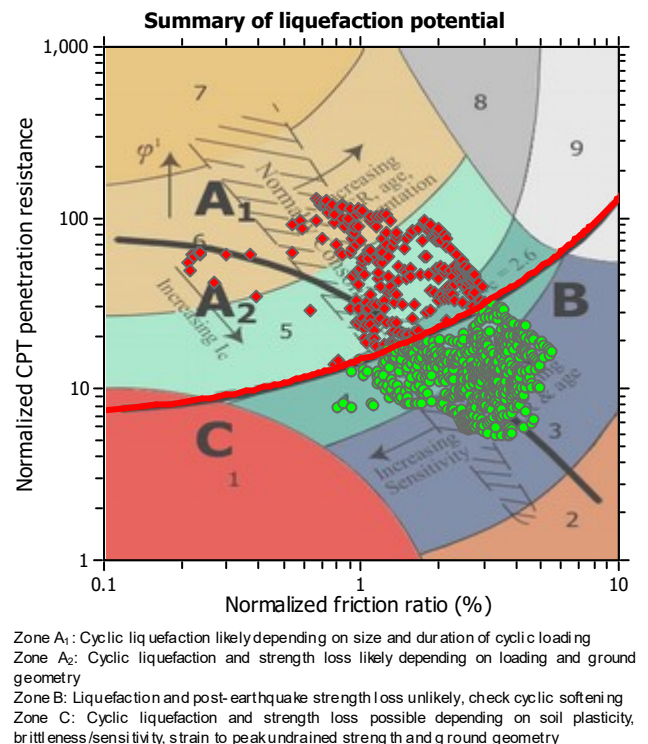 Summary of liquefaction potential
Normalized CPT penetration resistance
1,000
100
10
1
0.1
1
10
Normalized friction ratio (%)
7
8
9
φ'
A1
6
A2
5
B
C
1
3
2
Increasing
age,
Increasing Ic
= 2.6
& age
Increasing
Sensitivity
Zone A1: Cyclic liquefaction likely depending on size and duration of cyclic loading
Zone A2: Cyclic liquefaction and strength loss likely depending on loading and ground
geometry
Zone B: Liquefaction and post-earthquake strength loss unlikely, check cyclic softening
Zone C: Cyclic liquefaction and strength loss possible depending on soil plasticity,
brittleness/sensitivity, strain to peak undrained strength and ground geometry